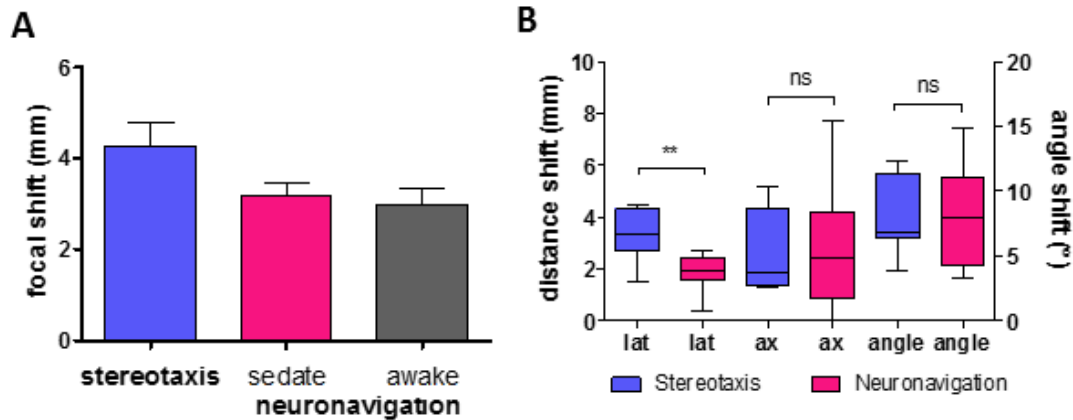 A
focal shift (mm)
6
4
2
0
stereotaxis sedate awake
neuronavigation
B
distance shift (mm)
10
8
6
4
2
0
ns
ns
**
20
15
10
5
0
angle shift (°)
lat lat ax ax angle angle
Stereotaxis Neuronavigation